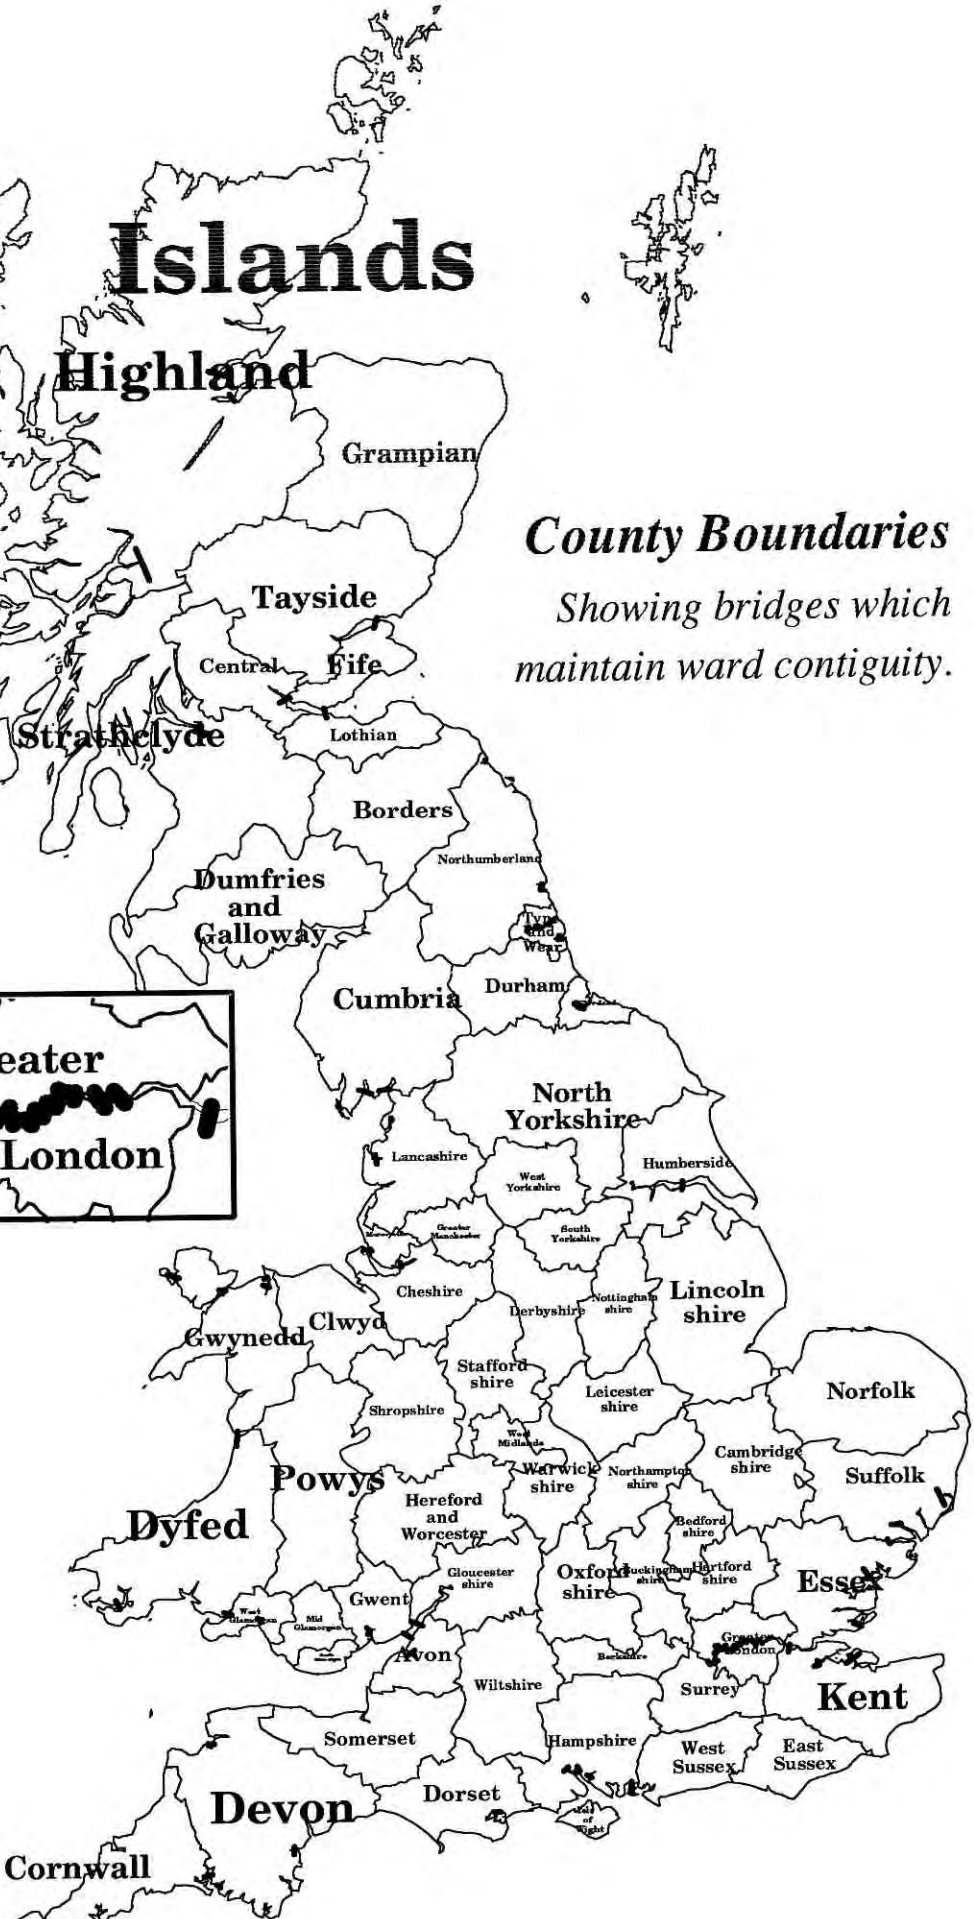 Islands
Highland
Grampian
County Boundaries
Showing bridges which
maintain ward contiguity.
Tayside
Central
Fife
Strathclyde
Lothian
Borders
Northumberland
Dumfries
and
Galloway
Tyne
and
Wear
Cumbria
Durham
eater
London
North
Yorkshire
Lancashire
West
Yorkshire
Humberside
Greater
Manchester
South
Yorkshire
Cheshire
Derbyshire
Nottingham
shire
Lincoln
shire
Gwynedd
Clwyd
Stafford
shire
Leicester
shire
Norfolk
Shropshire
West
Midlands
Cambridge
shire
Suffolk
Powys
Warwick
shire
Northampton
shire
Dyfed
Hereford
and
Worcester
Bedford
shire
Gloucester
shire
Oxford
shire
Buckingham
shire
Hertford
shire
Essex
Gwent
West
Glamorgan
Mid
Glamorgan
Avon
Greater
London
Berkshire
Wiltshire
Surrey
Kent
Somerset
Hampshire
West
Sussex
East
Sussex
Dorset
Devon
Isle
of
Wight
Cornwall